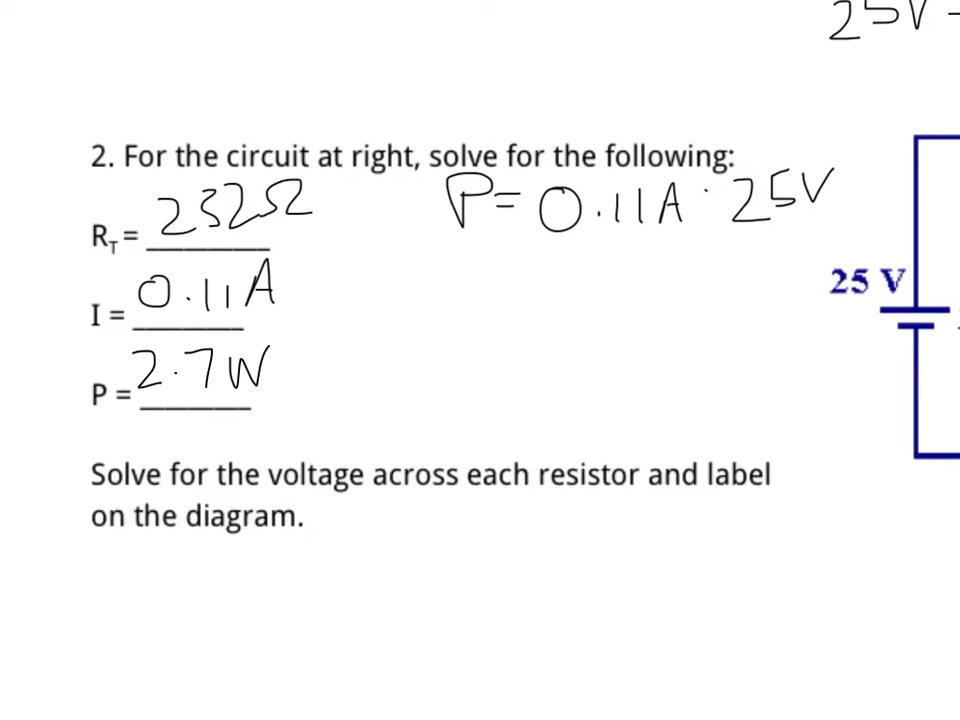 25V -
2. For the circuit at right, solve for the following:
P= 0.11A · 25V
R_T = 232Ω
25 V
I = 0.11A
P = 2.7W
Solve for the voltage across each resistor and label
on the diagram.